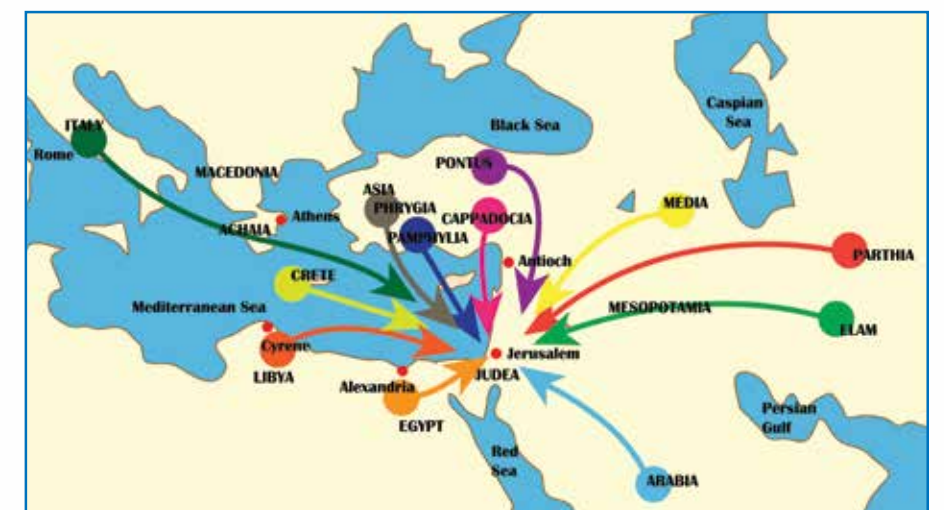 Caspian
Sea
Black Sea
ITALY
Rome
PONTUS
MACEDONIA
ASIA
PHRYGIA
CAPPADOCIA
MEDIA
Athens
ACHAIA
PAMPHYLIA
PARTHIA
Antioch
CRETE
Mediterranean Sea
MESOPOTAMIA
ELAM
Cyrene
Jerusalem
LIBYA
JUDEA
Alexandria
EGYPT
Persian
Gulf
Red
Sea
ARABIA